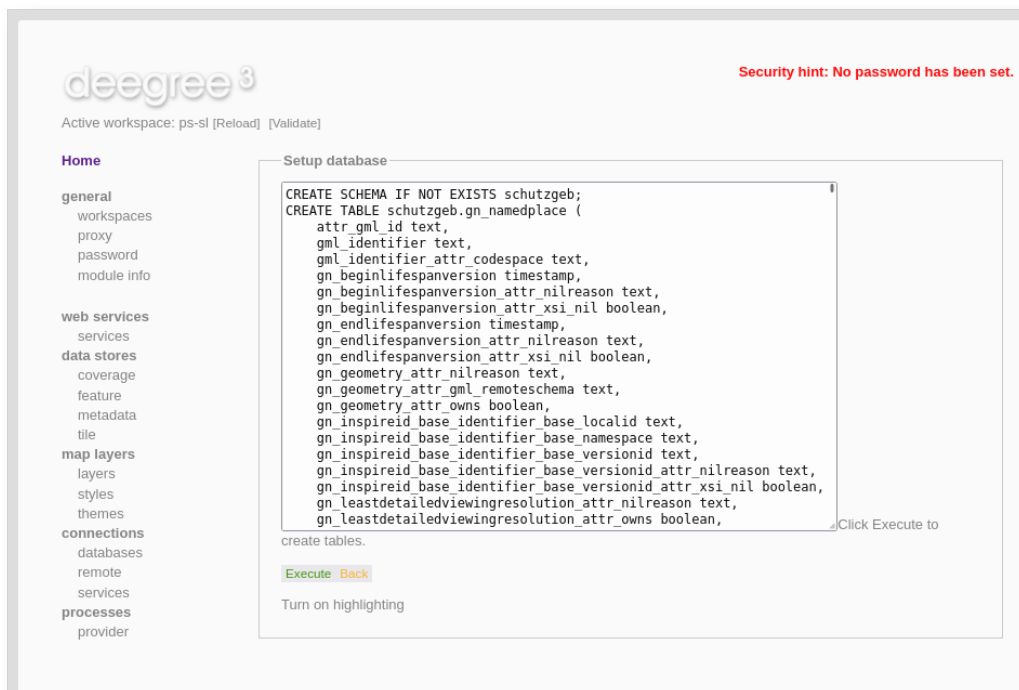 deegree 3
Security hint: No password has been set.
Active workspace: ps-sl [Reload] [Validate]
Home
general
workspaces
proxy
password
module info
web services
services
data stores
coverage
feature
metadata
tile
map layers
layers
styles
themes
connections
databases
remote
services
processes
provider
Setup database
CREATE SCHEMA IF NOT EXISTS schutzgeb;
CREATE TABLE schutzgeb.gn_namedplace (
    attr_gml_id text,
    gml_identifier text,
    gml_identifier_attr_codespace text,
    gn_beginlifespanversion timestamp,
    gn_beginlifespanversion_attr_nilreason text,
    gn_beginlifespanversion_attr_xsi_nil boolean,
    gn_endlifespanversion timestamp,
    gn_endlifespanversion_attr_nilreason text,
    gn_endlifespanversion_attr_xsi_nil boolean,
    gn_geometry_attr_nilreason text,
    gn_geometry_attr_gml_remoteschema text,
    gn_geometry_attr_owns boolean,
    gn_inspireid_base_identifier_base_localid text,
    gn_inspireid_base_identifier_base_namespace text,
    gn_inspireid_base_identifier_base_versionid text,
    gn_inspireid_base_identifier_base_versionid_attr_nilreason text,
    gn_inspireid_base_identifier_base_versionid_attr_xsi_nil boolean,
    gn_leastdetailedviewingresolution_attr_nilreason text,
    gn_leastdetailedviewingresolution_attr_owns boolean,
Click Execute to
create tables.
Execute Back
Turn on highlighting